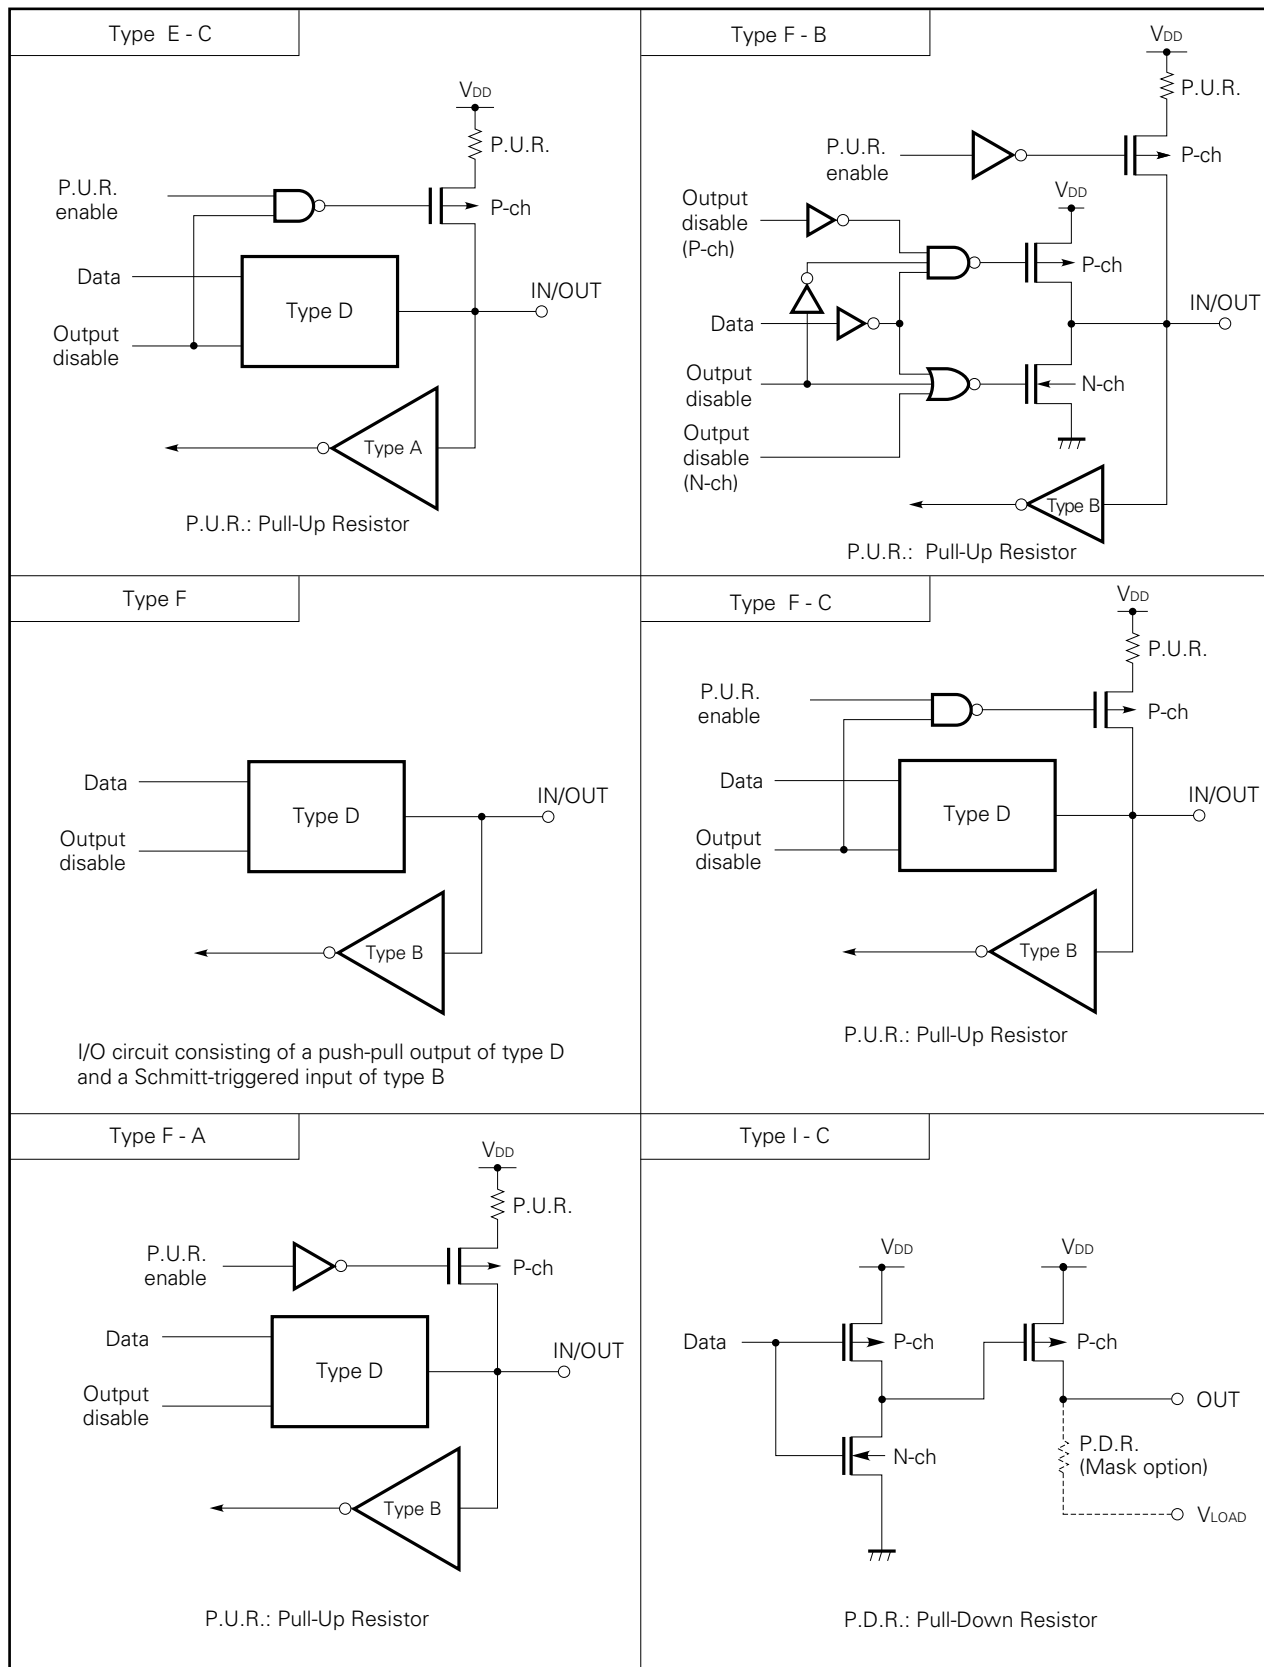 Type E - C
VDD
P.U.R.
P.U.R.
enable
P-ch
Data
Type D
IN/OUT
Output
disable
Type A
P.U.R.: Pull-Up Resistor
Type F - B
VDD
P.U.R.
P.U.R.
enable
P-ch
Output
disable
(P-ch)
VDD
P-ch
IN/OUT
Data
Output
disable
N-ch
Output
disable
(N-ch)
Type B
P.U.R.: Pull-Up Resistor
Type F
Data
Type D
IN/OUT
Output
disable
Type B
I/O circuit consisting of a push-pull output of type D
and a Schmitt-triggered input of type B
Type F - C
VDD
P.U.R.
P.U.R.
enable
P-ch
Data
Type D
IN/OUT
Output
disable
Type B
P.U.R.: Pull-Up Resistor
Type F - A
VDD
P.U.R.
P.U.R.
enable
P-ch
Data
Type D
IN/OUT
Output
disable
Type B
P.U.R.: Pull-Up Resistor
Type I - C
VDD
VDD
Data
P-ch
P-ch
OUT
N-ch
P.D.R.
(Mask option)
VLOAD
P.D.R.: Pull-Down Resistor